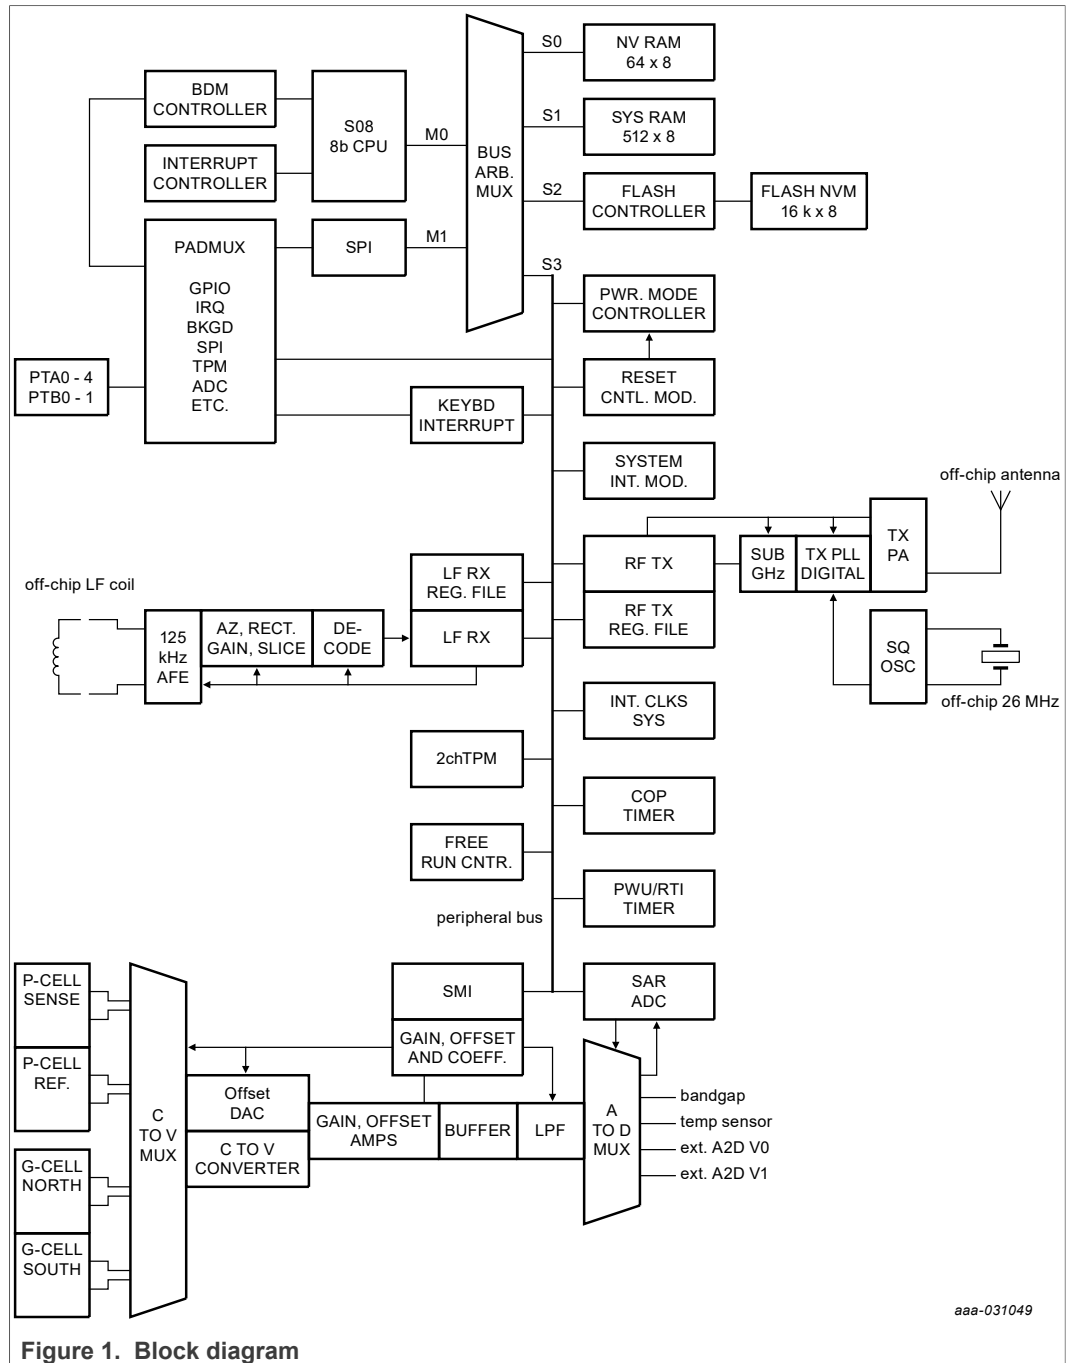 BDM
CONTROLLER
INTERRUPT
CONTROLLER
S08
8b CPU
M0
BUS
ARB.
MUX
S0
NV RAM
64 x 8
S1
SYS RAM
512 x 8
S2
FLASH
CONTROLLER
FLASH NVM
16 k x 8
PADMUX
GPIO
IRQ
BKGD
SPI
TPM
ADC
ETC.
SPI
M1
S3
PWR. MODE
CONTROLLER
PTA0 - 4
PTB0 - 1
RESET
CNTL. MOD.
KEYBD
INTERRUPT
SYSTEM
INT. MOD.
off-chip antenna
TX
PA
RF TX
SUB
GHz
TX PLL
DIGITAL
RF TX
REG. FILE
LF RX
REG. FILE
LF RX
off-chip LF coil
125
kHz
AFE
AZ, RECT.
GAIN, SLICE
DE-
CODE
SQ
OSC
off-chip 26 MHz
INT. CLKS
SYS
2chTPM
COP
TIMER
FREE
RUN CNTR.
PWU/RTI
TIMER
peripheral bus
P-CELL
SENSE
P-CELL
REF.
G-CELL
NORTH
G-CELL
SOUTH
C
TO V
MUX
SMI
GAIN, OFFSET
AND COEFF.
SAR
ADC
Offset
DAC
C TO V
CONVERTER
GAIN, OFFSET
AMPS
BUFFER
LPF
A
TO D
MUX
bandgap
temp sensor
ext. A2D V0
ext. A2D V1
aaa-031049
Figure 1. Block diagram